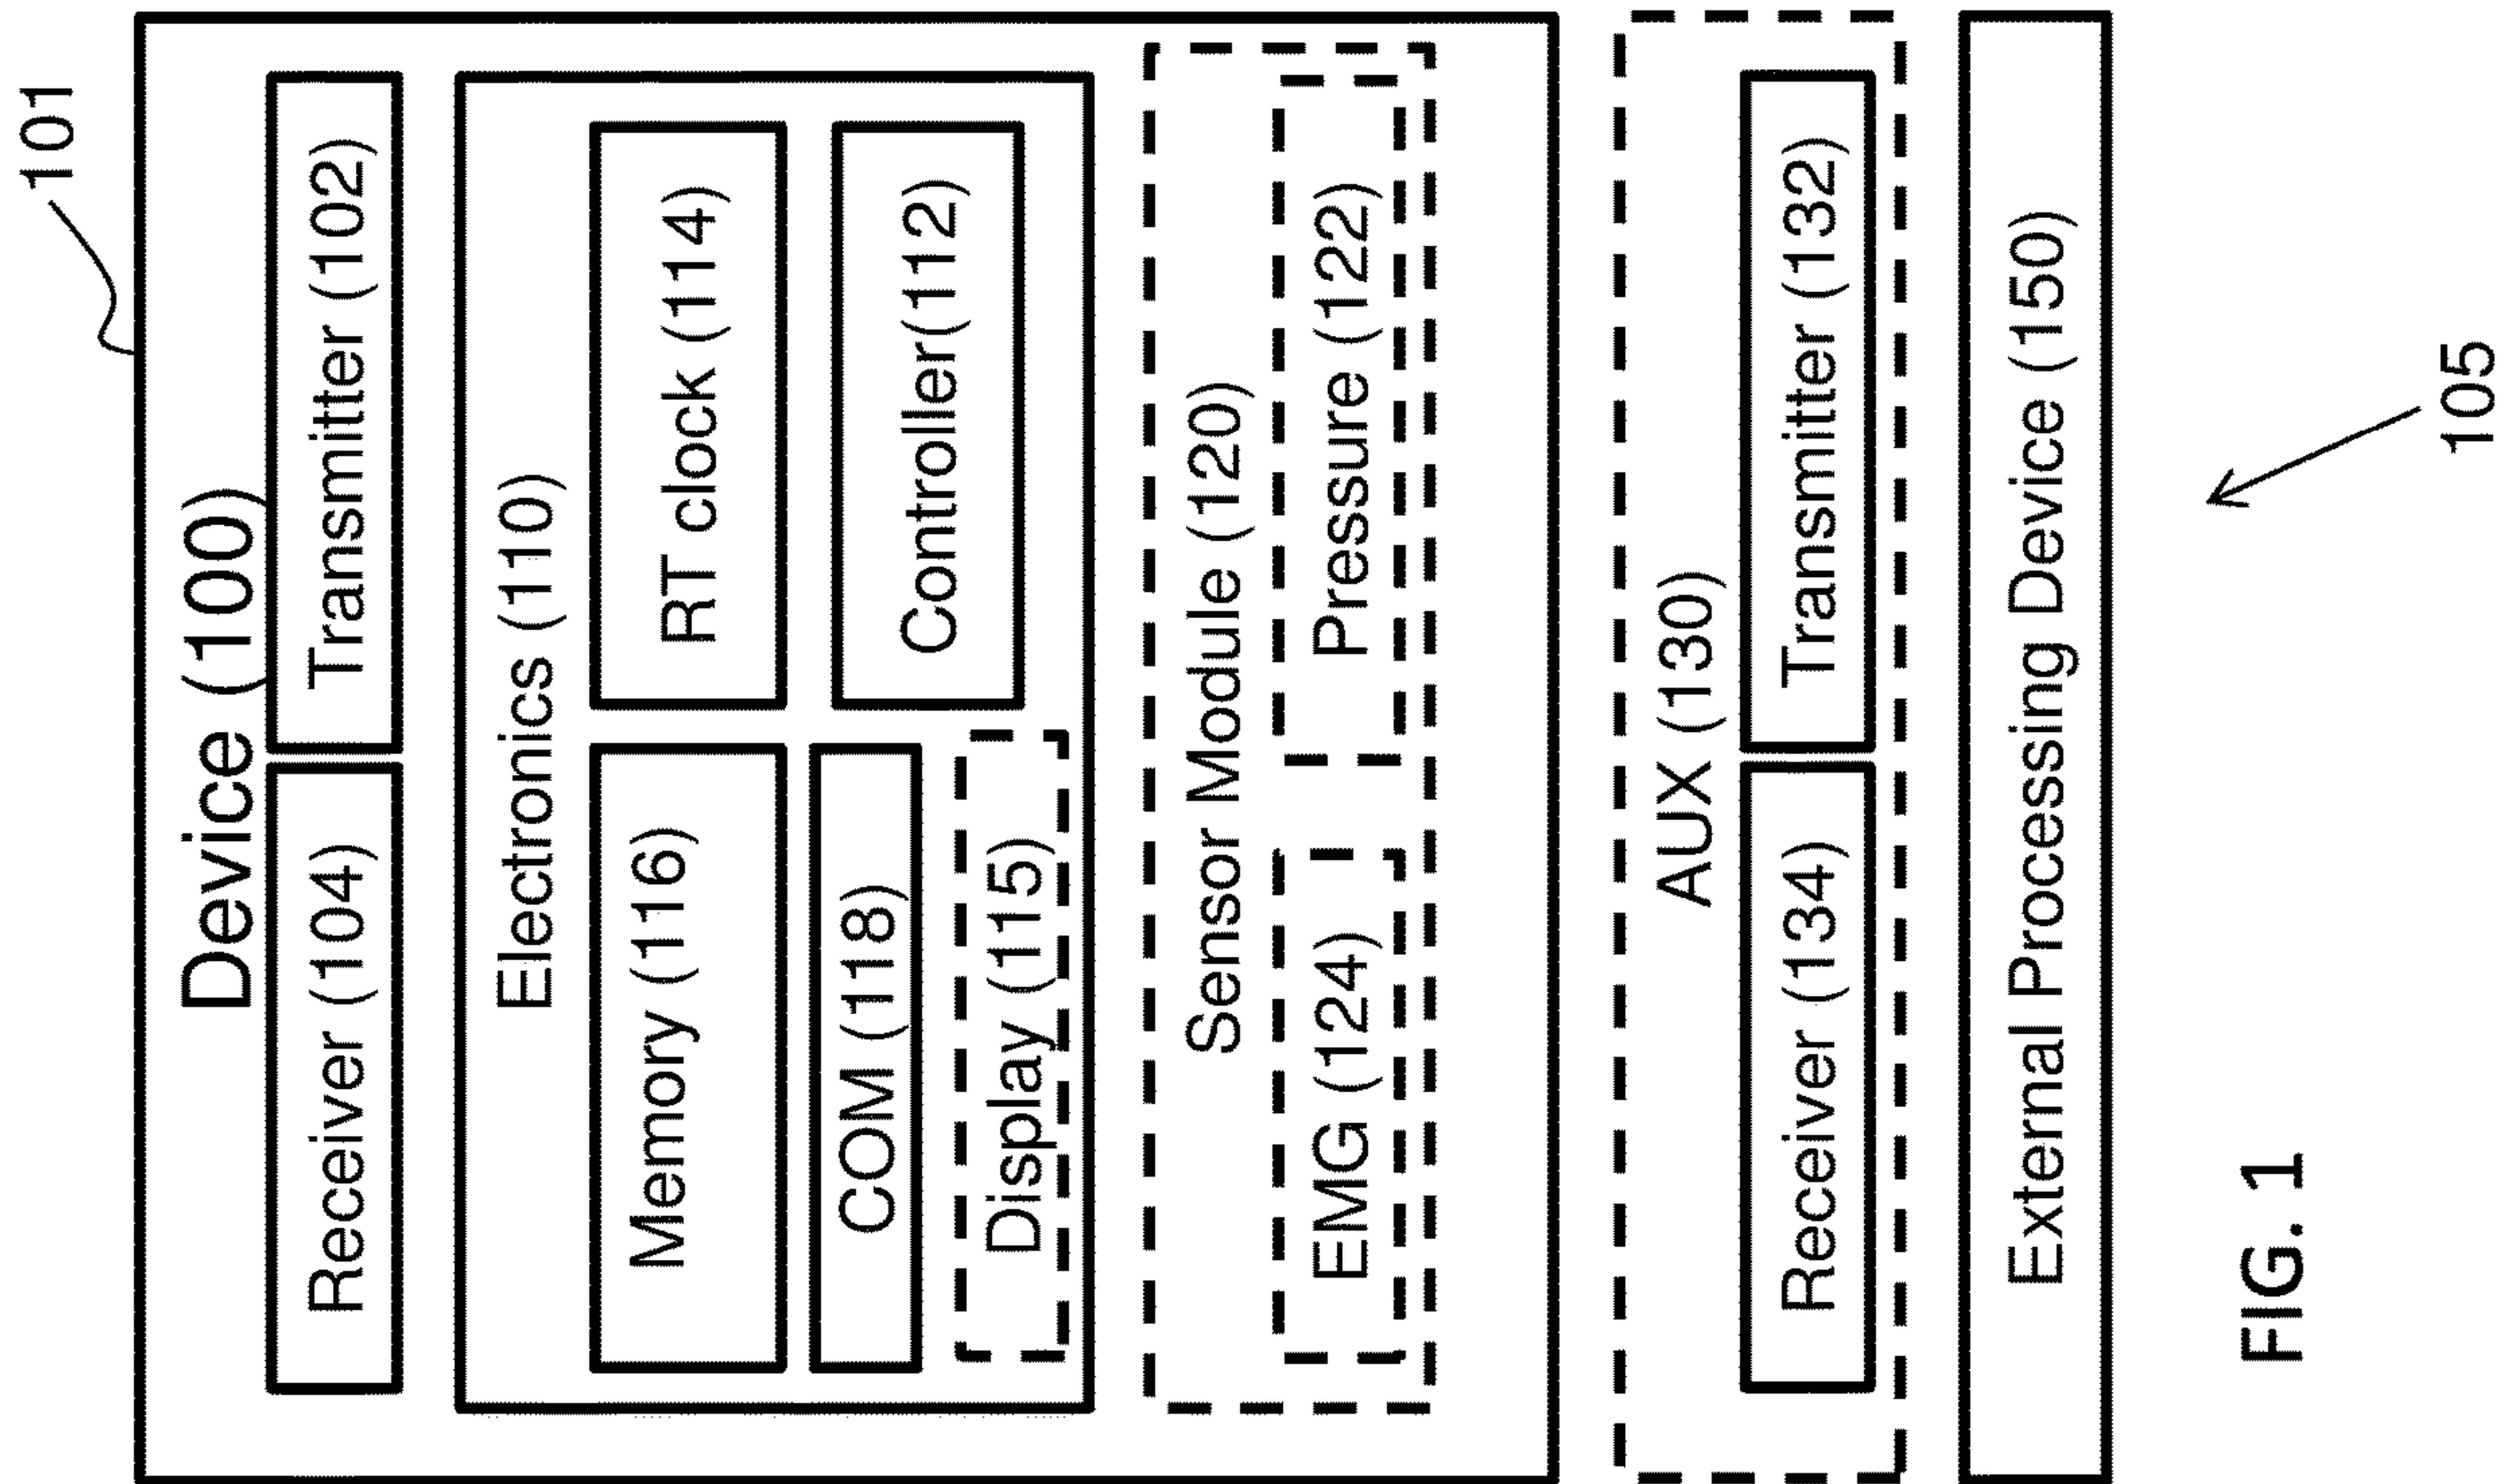 101
Device (100)
Receiver (104)
Transmitter (102)
Electronics (110)
Memory (116)
RT clock (114)
COM (118)
Controller(112)
Display (115)
Sensor Module (120)
EMG (124)
Pressure (122)
AUX (130)
Receiver (134)
Transmitter (132)
External Processing Device (150)
105
FIG. 1